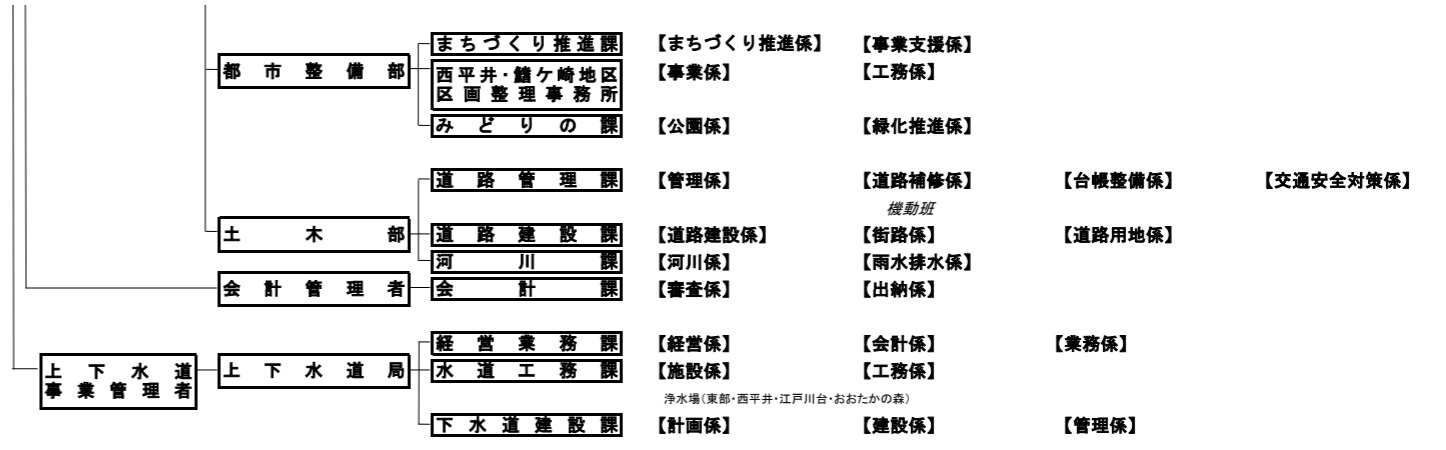 まちづくり推進課 【まちづくり推進係】 【事業支援係】
都市整備部 西平井・鰭ケ崎地区 【事業係】 【工務係】
区画整理事務所
みどりの課 【公園係】 【緑化推進係】
道路管理課 【管理係】 【道路補修係】 【台帳整備係】 【交通安全対策係】
機動班
土木部 道路建設課 【道路建設係】 【街路係】 【道路用地係】
河川課 【河川係】 【雨水排水係】
会計管理者 会計課 【審査係】 【出納係】
経営業務課 【経営係】 【会計係】 【業務係】
上下水道 上下水道局 水道工務課 【施設係】 【工務係】
事業管理者
浄水場(東部・西平井・江戸川台・おおたかの森)
下水道建設課 【計画係】 【建設係】 【管理係】